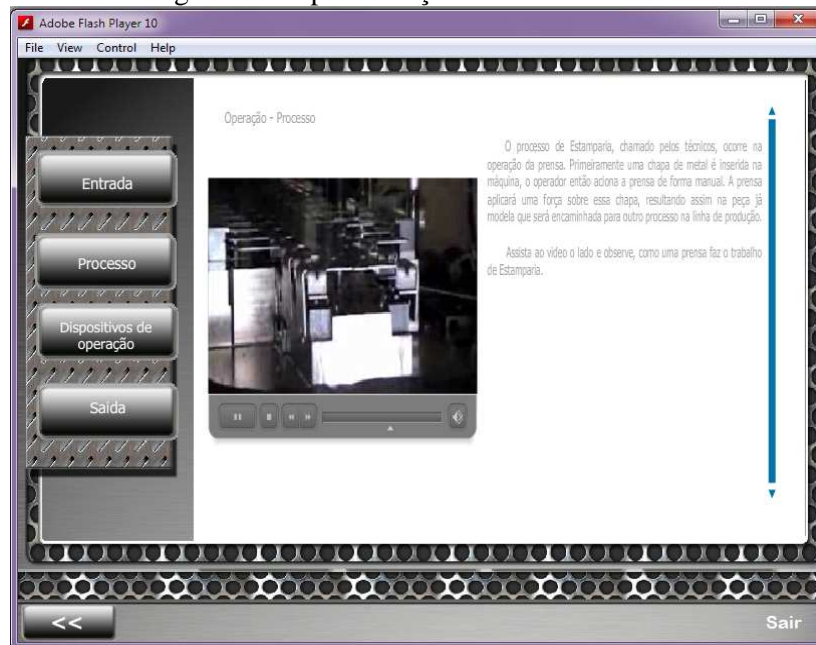 Adobe Flash Player 10
File View Control Help
Operação - Processo
O processo de Estamparia, chamado pelos técnicos, ocorre na
operação da prensa. Primeiramente uma chapa de metal é inserida na
máquina, o operador então aciona a prensa de forma manual. A prensa
aplicará uma força sobre essa chapa, resultando assim na peça já
modela que será encaminhada para outro processo na linha de produção.
Assista ao video o lado e observe, como uma prensa faz o trabalho
de Estamparia.
Entrada
Processo
Dispositivos de
operação
Saida
<<
Sair